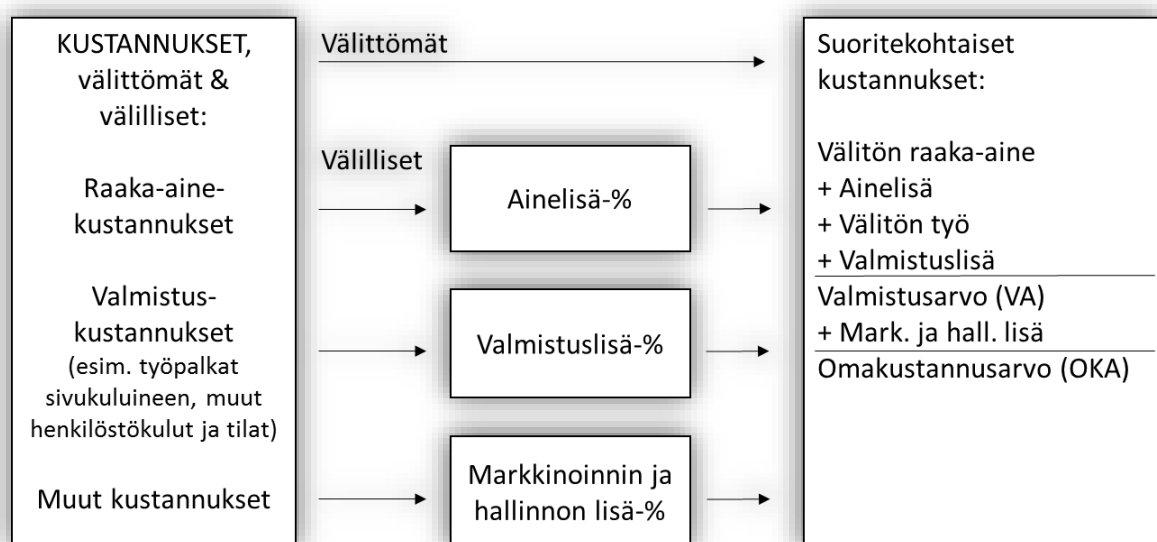 KUSTANNUKSET,
välittömät &
välilliset:
Raaka-aine-
kustannukset
Valmistus-
kustannukset
(esim. työpalkat
sivukuluineen, muut
henkilöstökulut ja tilat)
Muut kustannukset
Välittömät
Välilliset
Ainelisä-%
Valmistuslisä-%
Markkinoinnin ja
hallinnon lisä-%
Suoritekohtaiset
kustannukset:
Välitön raaka-aine
+ Ainelisä
+ Välitön työ
+ Valmistuslisä
Valmistusarvo (VA)
+ Mark. ja hall. lisä
Omakustannusarvo (OKA)